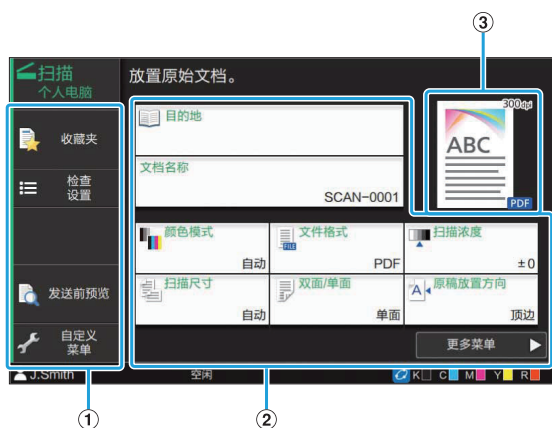 ③
扫描
个人电脑
放置原始文档。
收藏夹
检查
设置
发送前预览
自定义
菜单
目的地
文档名称
SCAN-0001
300dpi
ABC
PDF
颜色模式
自动
文件格式
PDF
扫描浓度
±0
扫描尺寸
自动
双面/单面
单面
原稿放置方向
顶边
更多菜单
J.Smith
空闲
K C M Y R
① ②